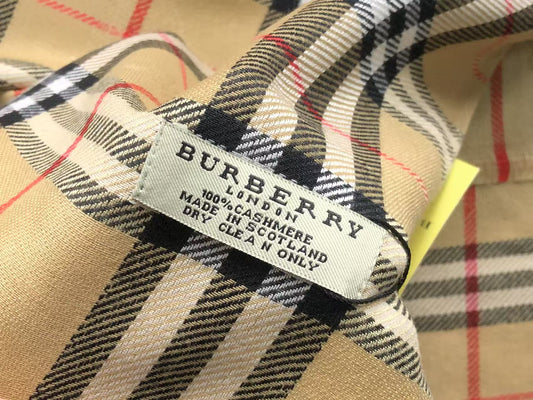 BURBERRY
LONDON
100% CASHMERE
MADE IN SCOTLAND
DRY CLEAN ONLY